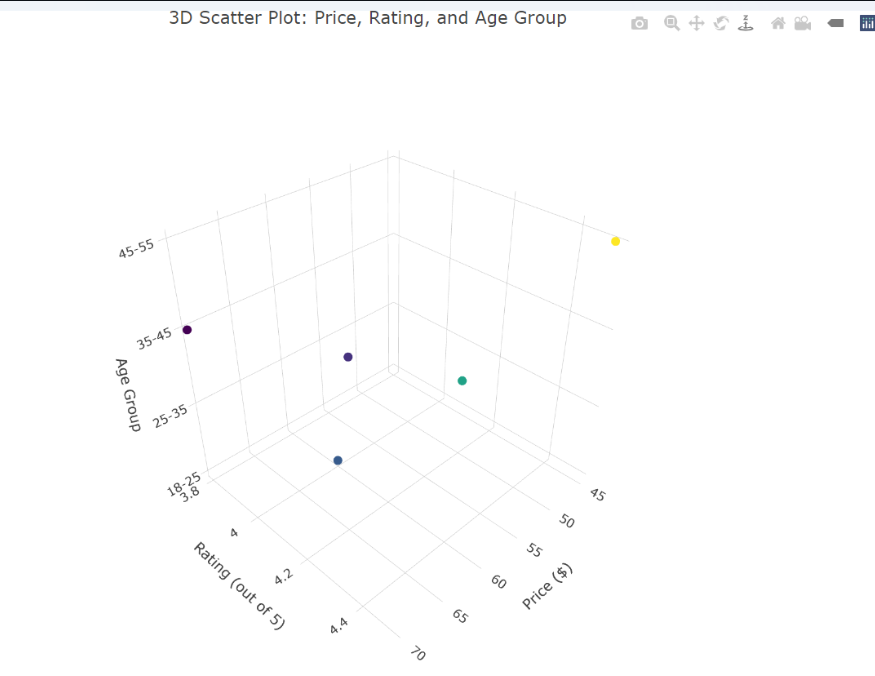 3D Scatter Plot: Price, Rating, and Age Group
z
45-55
35-45
25-35
18-25
Age Group
3.8
4
4.2
4.4
Rating (out of 5)
45
50
55
60
65
70
Price ($)